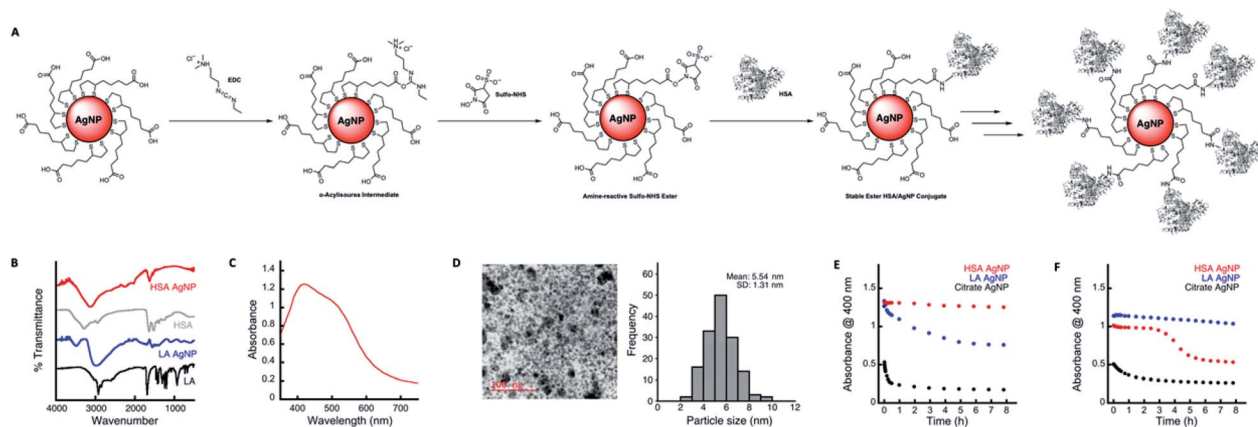 A
EDC
Sulfo-NHS
HSA
AgNP
AgNP
AgNP
AgNP
AgNP
o-Acylisourea Intermediate
Amine-reactive Sulfo-NHS Ester
Stable Ester HSA/AgNP Conjugate
B
HSA AgNP
HSA
LA AgNP
LA
% Transmittance
4000 3000 2000 1000
Wavenumber
C
1.4
1.2
1
0.8
0.6
0.4
0.2
Absorbance
400 500 600 700
Wavelength (nm)
D
Mean: 5.54 nm
SD: 1.31 nm
60
50
40
30
20
10
0
Frequency
0 2 4 6 8 10 12
Particle size (nm)
E
HSA AgNP
LA AgNP
Citrate AgNP
1.5
1
0.5
0
Absorbance @ 400 nm
0 1 2 3 4 5 6 7 8
Time (h)
F
HSA AgNP
LA AgNP
Citrate AgNP
1.5
1
0.5
0
Absorbance @ 400 nm
0 1 2 3 4 5 6 7 8
Time (h)